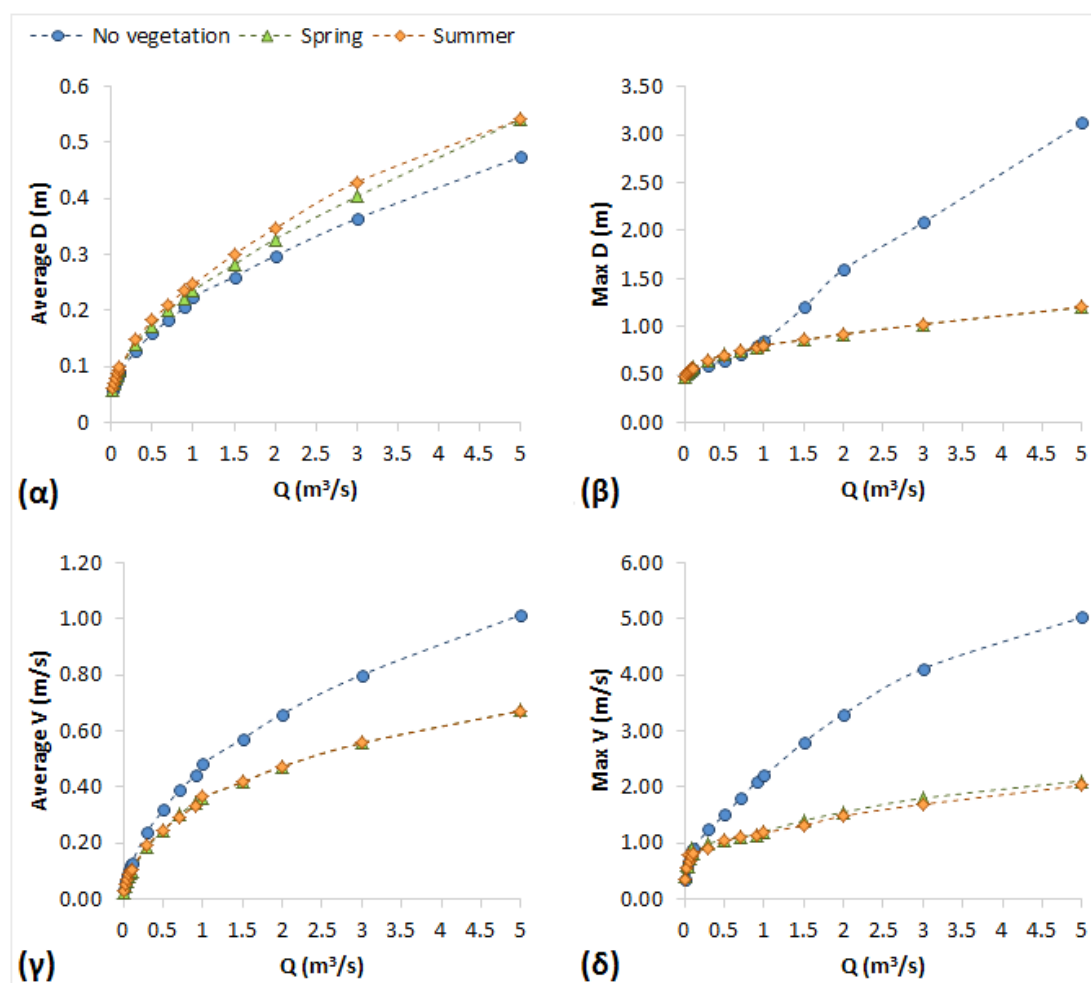 No vegetation Spring Summer
0.6
0.5
0.4
0.3
0.2
0.1
0
Average D (m)
0 0.5 1 1.5 2 2.5 3 3.5 4 4.5 5
Q (m³/s)
(α)
3.50
3.00
2.50
2.00
1.50
1.00
0.50
0.00
Max D (m)
0 0.5 1 1.5 2 2.5 3 3.5 4 4.5 5
Q (m³/s)
(β)
1.20
1.00
0.80
0.60
0.40
0.20
0.00
Average V (m/s)
0 0.5 1 1.5 2 2.5 3 3.5 4 4.5 5
Q (m³/s)
(γ)
6.00
5.00
4.00
3.00
2.00
1.00
0.00
Max V (m/s)
0 0.5 1 1.5 2 2.5 3 3.5 4 4.5 5
Q (m³/s)
(δ)